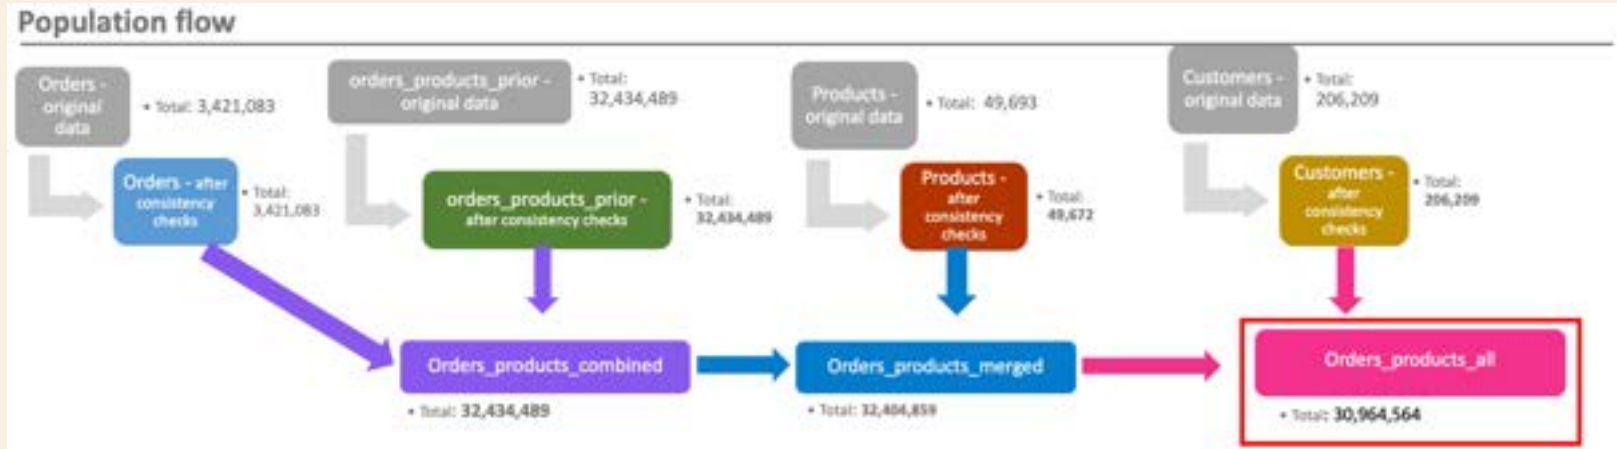 Population flow
Orders -
original
data
• Total: 3,421,083
orders_products_prior -
original data
• Total:
32,434,489
Products -
original data
• Total: 49,693
Customers -
original data
• Total:
206,209
Orders - after
consistency
checks
• Total:
3,421,083
orders_products_prior -
after consistency checks
• Total:
32,434,489
Products -
after
consistency
checks
• Total:
49,672
Customers -
after
consistency
checks
• Total:
206,209
Orders_products_combined
• Total: 32,434,489
Orders_products_merged
• Total: 32,404,859
Orders_products_all
• Total: 30,964,564